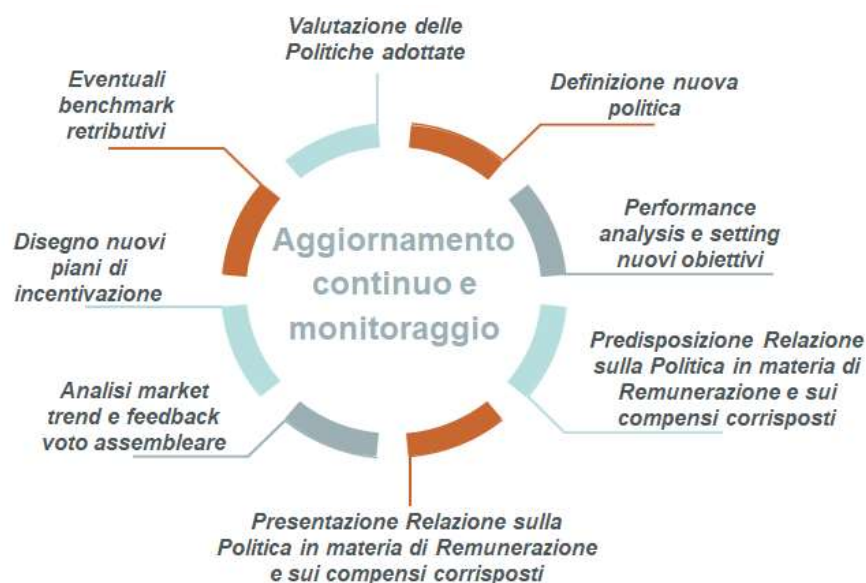 Valutazione delle
Politiche adottate
Definizione nuova
politica
Performance
analysis e setting
nuovi obiettivi
Predisposizione Relazione
sulla Politica in materia di
Remunerazione e sui
compensi corrisposti
Presentazione Relazione sulla
Politica in materia di Remunerazione
e sui compensi corrisposti
Analisi market
trend e feedback
voto assembleare
Disegno nuovi
piani di
incentivazione
Eventuali
benchmark
retributivi
Aggiornamento
continuo e
monitoraggio